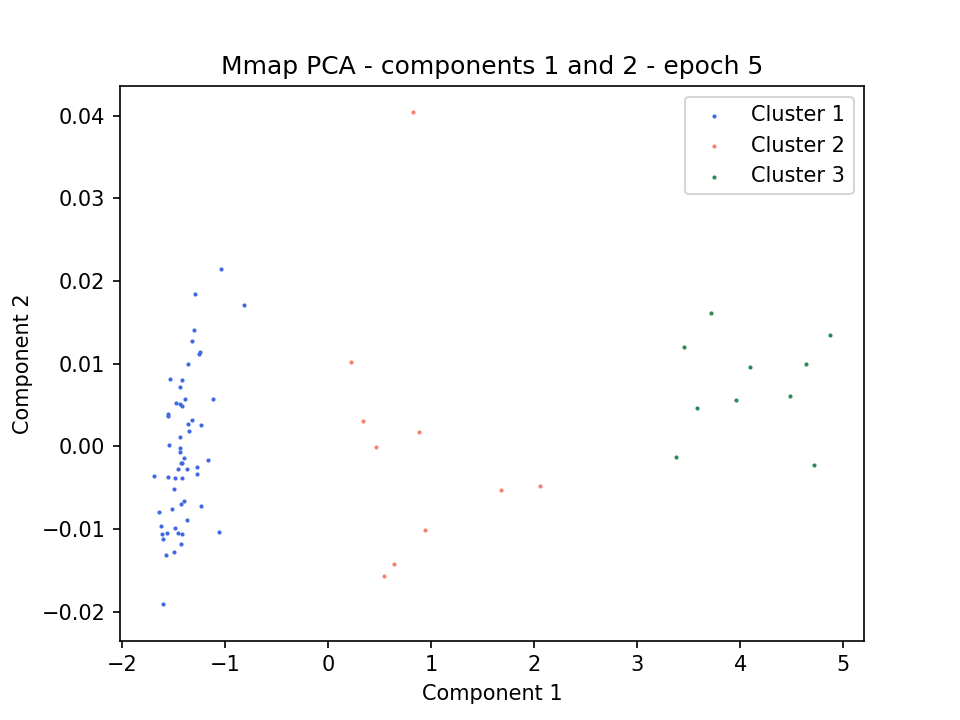 Mmap PCA - components 1 and 2 - epoch 5
Cluster 1
Cluster 2
Cluster 3
0.04
0.03
0.02
0.01
0.00
−0.01
−0.02
Component 2
−2
−1
0
1
2
3
4
5
Component 1